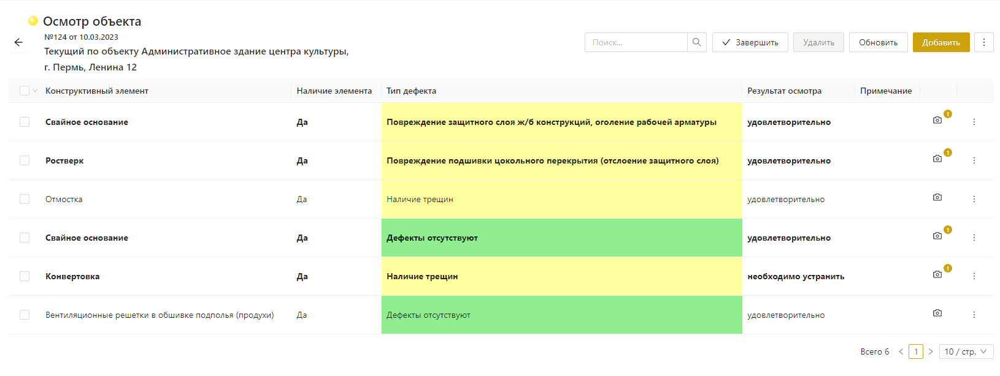 Осмотр объекта
№124 от 10.03.2023
Текущий по объекту Административное здание центра культуры,
г. Пермь, Ленина 12
Поиск... Завершить Удалить Обновить Добавить
Конструктивный элемент Наличие элемента Тип дефекта Результат осмотра Примечание
Свайное основание Да Повреждение защитного слоя ж/б конструкций, оголение рабочей арматуры удовлетворительно 1
Ростверк Да Повреждение подшивки цокольного перекрытия (отслоение защитного слоя) удовлетворительно 1
Отмостка Да Наличие трещин удовлетворительно
Свайное основание Да Дефекты отсутствуют удовлетворительно 1
Конвертовка Да Наличие трещин необходимо устранить 1
Вентиляционные решетки в обшивке подполья (продухи) Да Дефекты отсутствуют удовлетворительно
Всего 6 < 1 > 10 / стр.